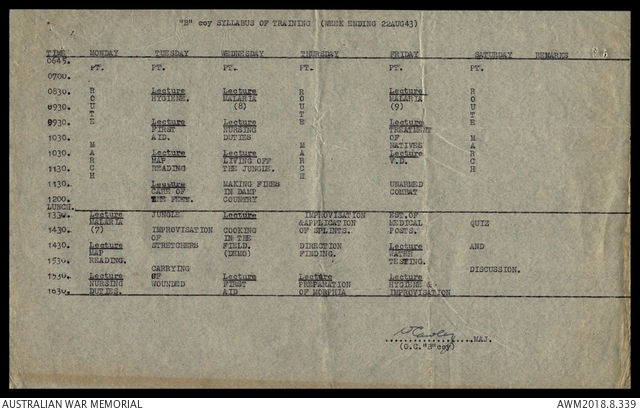 "B" coy SYLLABUS OF TRAINING (WEEK ENDING 22AUG43)
TIME MONDAY TUESDAY WEDNESDAY THURSDAY FRIDAY SATURDAY REMARKS
0645. PT. PT. PT. PT. PT. PT.
0700.
0830. R Lecture Lecture R Lecture R
O HYGIENE. MALARIA O MALARIA O
0930. U (8) U (9) U
T T T
0930. E Lecture Lecture E Lecture E
FIRST NURSING TREATMENT
1030. AID. DUTIES OF M
M M NATIVES A
1030. A Lecture Lecture A Lecture R
R MAP LIVING OFF R V.D. C
1130. C READING THE JUNGLE. C H
H H
1130. Lecture MAKING FIRES UNARMED
CARE OF IN DAMP COMBAT
1200. THE FEET. COUNTRY
LUNCH.
1330. Lecture JUNGLE Lecture IMPROVISATION EST.OF
MALARIA &APPLICATION MEDICAL QUIZ
1430. (7) IMPROVISATION COOKING OF SPLINTS. POSTS.
OF IN THE
1430. Lecture STRETCHERS FIELD. DIRECTION Lecture AND
MAP (DEMO) FINDING. WATER
1530. READING. TESTING.
CARRYING DISCUSSION.
1530. Lecture OF Lecture Lecture Lecture
NURSING WOUNDED FIRST PREPARATION HYGIENE &
1630. DUTIES. AID OF MORPHIA IMPROVISATION
MAJ.
(O.C."B"coy)
AUSTRALIAN WAR MEMORIAL AWM2018.8.339